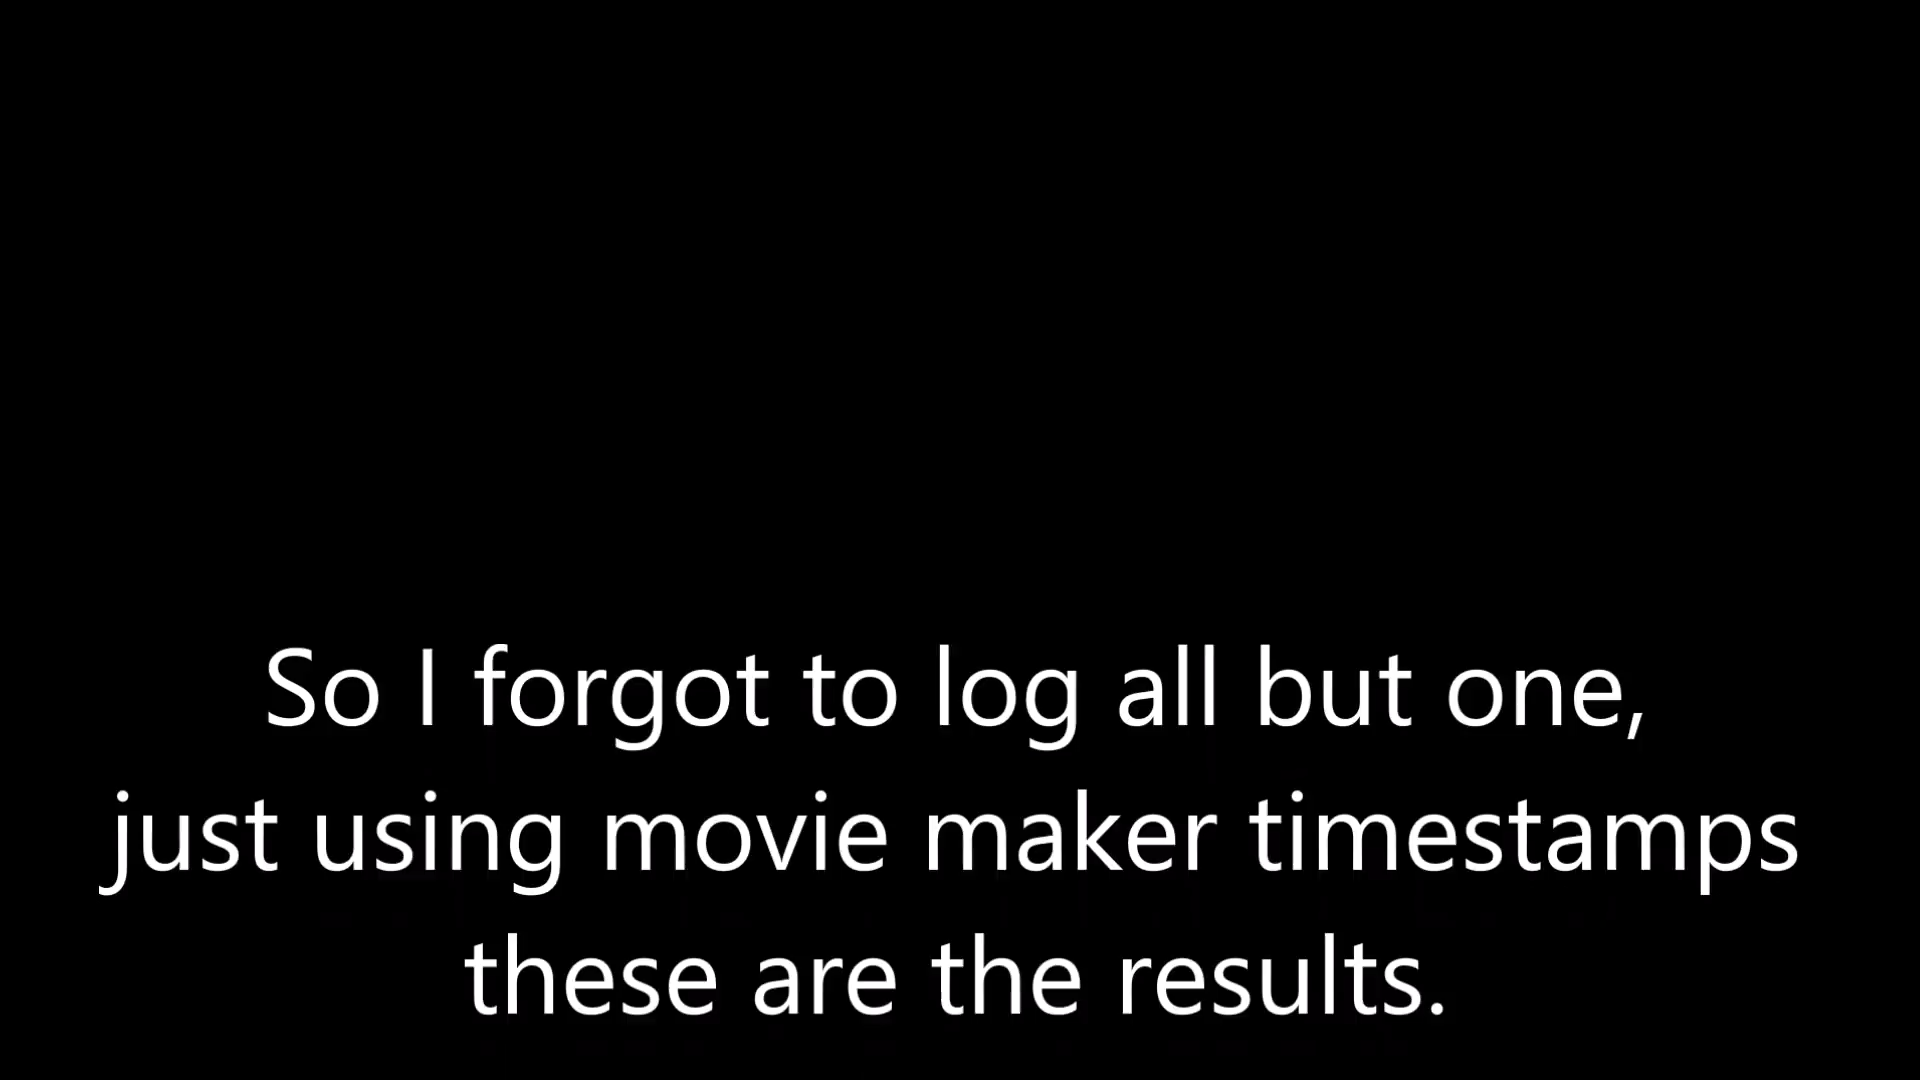 So I forgot to log all but one,
just using movie maker timestamps
these are the results.